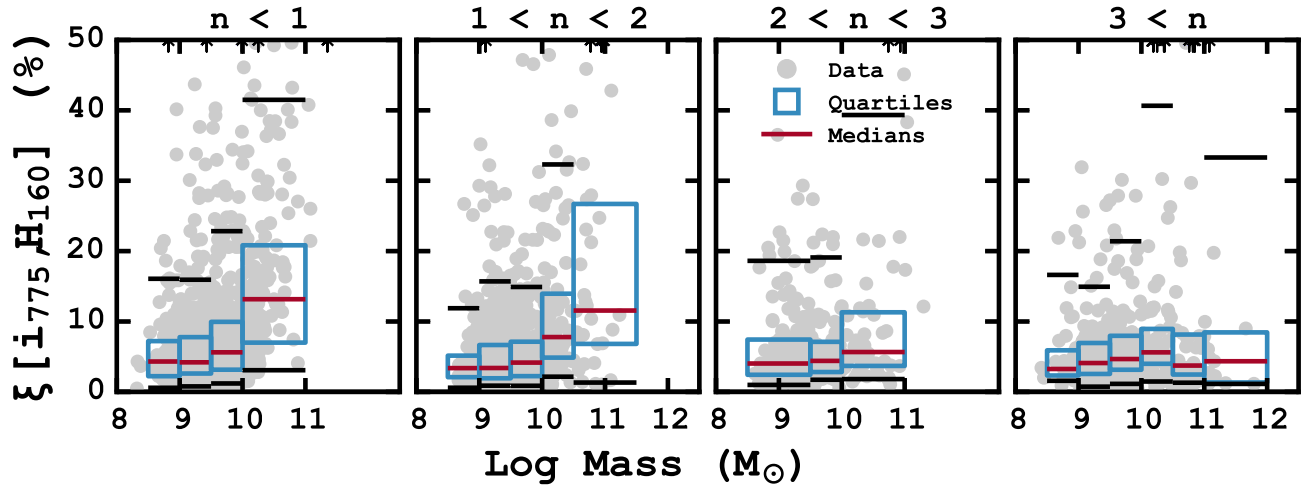 n < 1
1 < n < 2
2 < n < 3
3 < n
ξ [i775,H160] (%)
50
40
30
20
10
0
Data
Quartiles
Medians
8 9 10 11
8 9 10 11 12
8 9 10 11
8 9 10 11 12
Log Mass (M⊙)